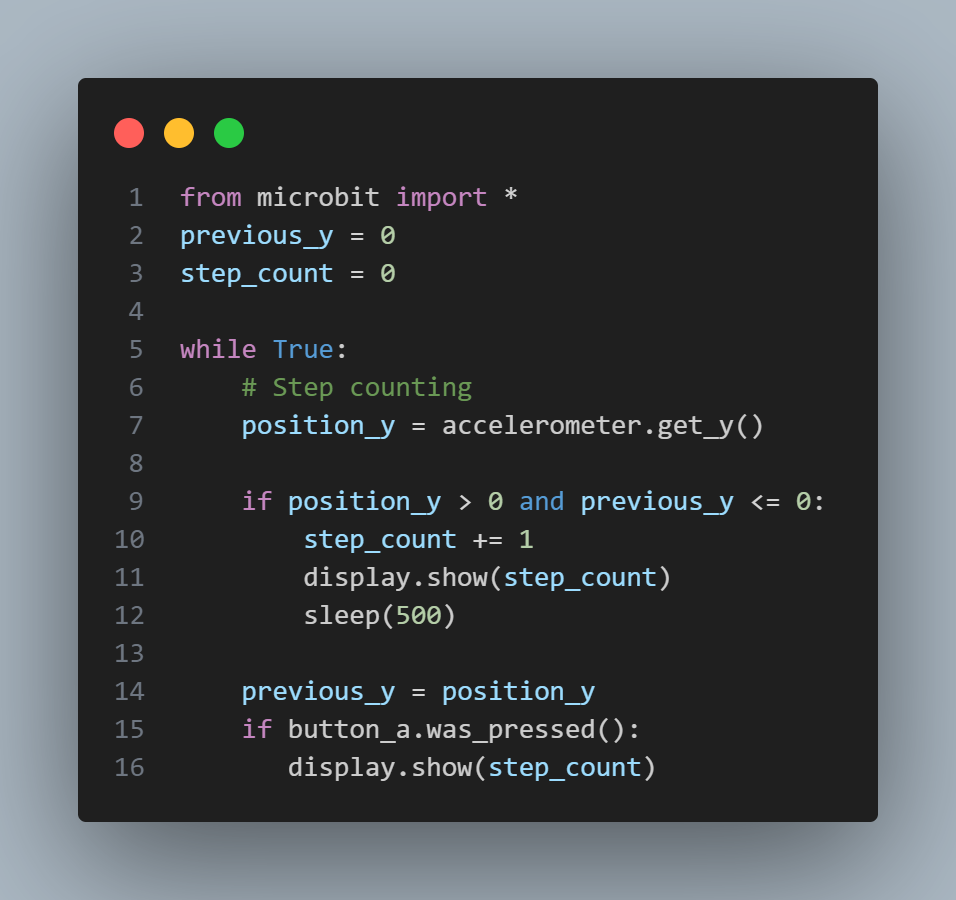 1 from microbit import *
2 previous_y = 0
3 step_count = 0
4
5 while True:
6     # Step counting
7     position_y = accelerometer.get_y()
8
9     if position_y > 0 and previous_y <= 0:
10         step_count += 1
11         display.show(step_count)
12         sleep(500)
13
14     previous_y = position_y
15     if button_a.was_pressed():
16        display.show(step_count)